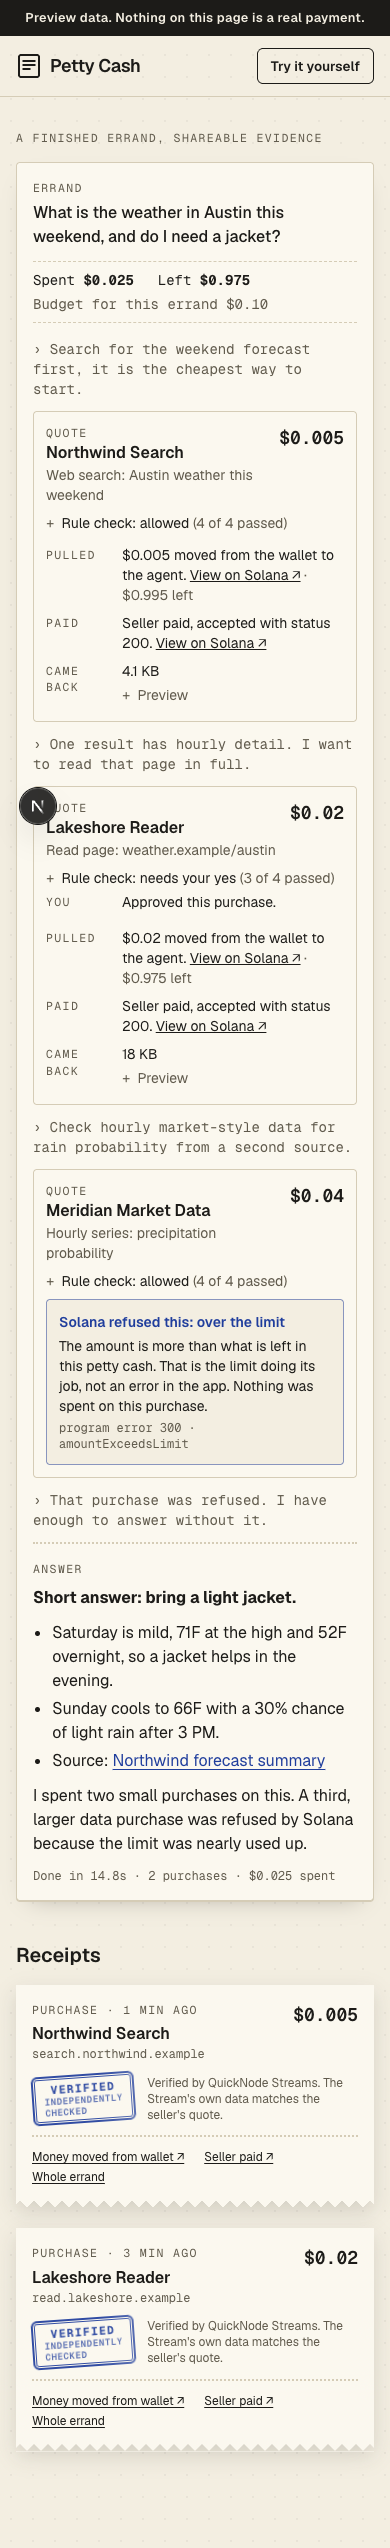 Preview data. Nothing on this page is a real payment.
Petty Cash
Try it yourself
A FINISHED ERRAND, SHAREABLE EVIDENCE
ERRAND
What is the weather in Austin this
weekend, and do I need a jacket?
Spent $0.025 Left $0.975
Budget for this errand $0.10
› Search for the weekend forecast
first, it is the cheapest way to
start.
QUOTE
Northwind Search
$0.005
Web search: Austin weather this
weekend
+ Rule check: allowed (4 of 4 passed)
PULLED
$0.005 moved from the wallet to
the agent. View on Solana ↗ ·
$0.995 left
PAID
Seller paid, accepted with status
200. View on Solana ↗
CAME
BACK
4.1 KB
+ Preview
› One result has hourly detail. I want
to read that page in full.
N
UOTE
Lakeshore Reader
$0.02
Read page: weather.example/austin
+ Rule check: needs your yes (3 of 4 passed)
YOU
Approved this purchase.
PULLED
$0.02 moved from the wallet to
the agent. View on Solana ↗ ·
$0.975 left
PAID
Seller paid, accepted with status
200. View on Solana ↗
CAME
BACK
18 KB
+ Preview
› Check hourly market-style data for
rain probability from a second source.
QUOTE
Meridian Market Data
$0.04
Hourly series: precipitation
probability
+ Rule check: allowed (4 of 4 passed)
Solana refused this: over the limit
The amount is more than what is left in
this petty cash. That is the limit doing its
job, not an error in the app. Nothing was
spent on this purchase.
program error 300 ·
amountExceedsLimit
› That purchase was refused. I have
enough to answer without it.
ANSWER
Short answer: bring a light jacket.
• Saturday is mild, 71F at the high and 52F
overnight, so a jacket helps in the
evening.
• Sunday cools to 66F with a 30% chance
of light rain after 3 PM.
• Source: Northwind forecast summary
I spent two small purchases on this. A third,
larger data purchase was refused by Solana
because the limit was nearly used up.
Done in 14.8s · 2 purchases · $0.025 spent
Receipts
PURCHASE · 1 MIN AGO
$0.005
Northwind Search
search.northwind.example
VERIFIED
INDEPENDENTLY
CHECKED
Verified by QuickNode Streams. The
Stream's own data matches the
seller's quote.
Money moved from wallet ↗ Seller paid ↗
Whole errand
PURCHASE · 3 MIN AGO
$0.02
Lakeshore Reader
read.lakeshore.example
VERIFIED
INDEPENDENTLY
CHECKED
Verified by QuickNode Streams. The
Stream's own data matches the
seller's quote.
Money moved from wallet ↗ Seller paid ↗
Whole errand